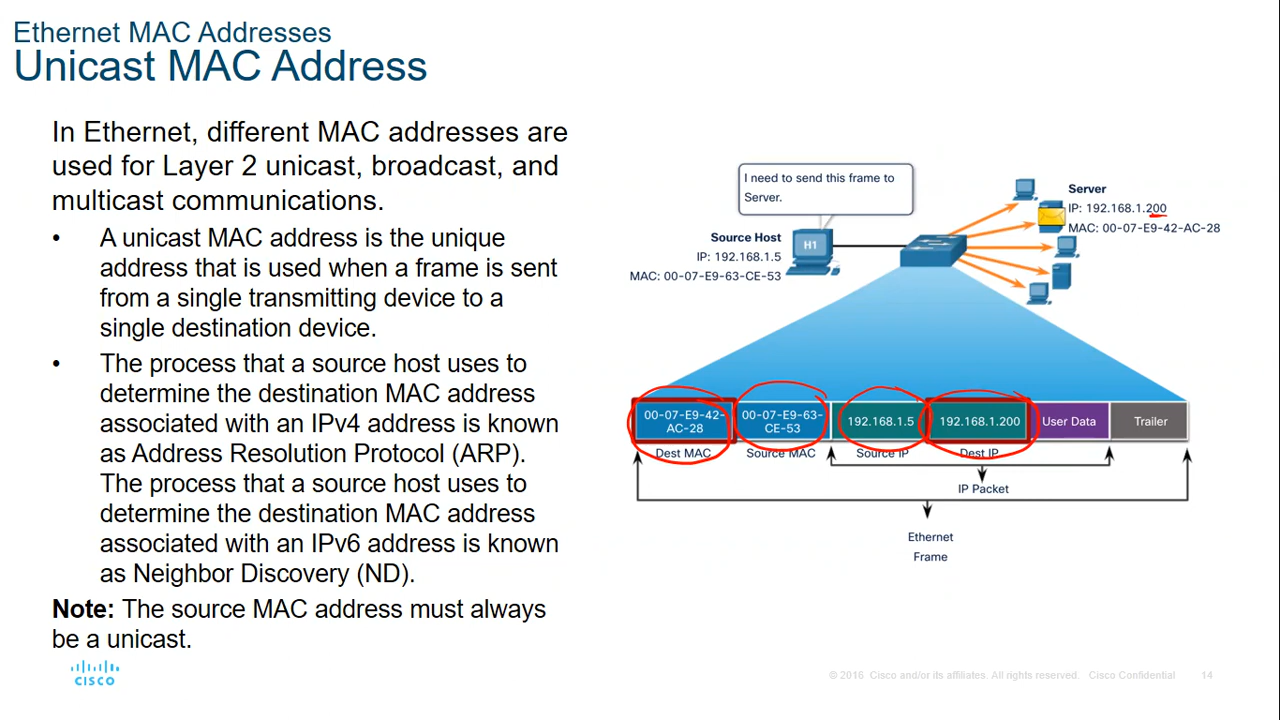 Ethernet MAC Addresses
Unicast MAC Address
In Ethernet, different MAC addresses are
used for Layer 2 unicast, broadcast, and
multicast communications.
• A unicast MAC address is the unique
address that is used when a frame is sent
from a single transmitting device to a
single destination device.
• The process that a source host uses to
determine the destination MAC address
associated with an IPv4 address is known
as Address Resolution Protocol (ARP).
The process that a source host uses to
determine the destination MAC address
associated with an IPv6 address is known
as Neighbor Discovery (ND).
Note: The source MAC address must always
be a unicast.
I need to send this frame to
Server.
Source Host
IP: 192.168.1.5
MAC: 00-07-E9-63-CE-53
H1
Server
IP: 192.168.1.200
MAC: 00-07-E9-42-AC-28
00-07-E9-42-
AC-28
00-07-E9-63-
CE-53
192.168.1.5
192.168.1.200
User Data
Trailer
Dest MAC
Source MAC
Source IP
Dest IP
IP Packet
Ethernet
Frame
CISCO
© 2016 Cisco and/or its affiliates. All rights reserved. Cisco Confidential
14